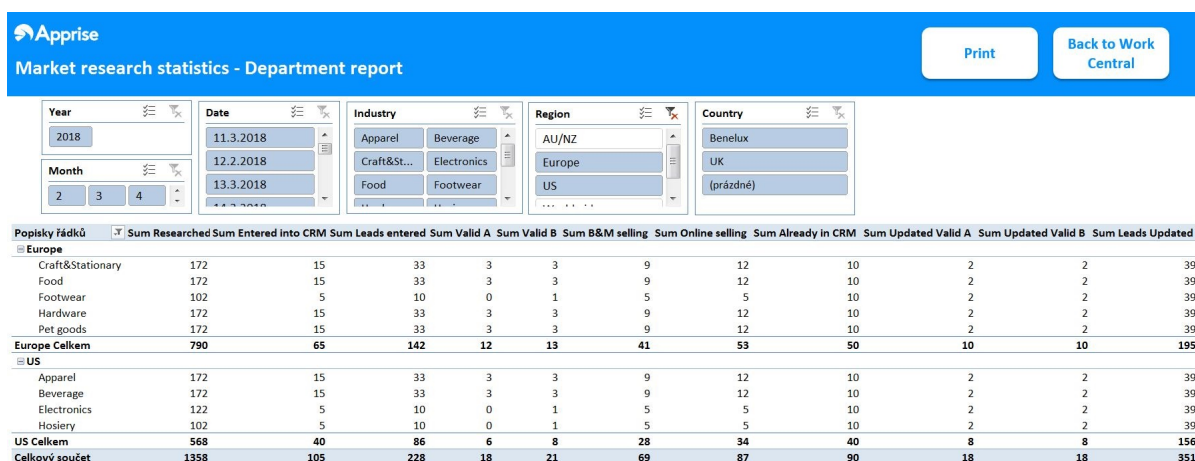 Apprise
Market research statistics - Department report
Print
Back to Work
Central
Year
2018
Month
2 3 4
Date
11.3.2018
12.2.2018
13.3.2018
14.3.2018
Industry
Apparel Beverage
Craft&St... Electronics
Food Footwear
Region
AU/NZ
Europe
US
Country
Benelux
UK
(prázdné)
Popisky řádků Sum Researched Sum Entered into CRM Sum Leads entered Sum Valid A Sum Valid B Sum B&M selling Sum Online selling Sum Already in CRM Sum Updated Valid A Sum Updated Valid B Sum Leads Updated
Europe
Craft&Stationary 172 15 33 3 3 9 12 10 2 2 39
Food 172 15 33 3 3 9 12 10 2 2 39
Footwear 102 5 10 0 1 5 5 10 2 2 39
Hardware 172 15 33 3 3 9 12 10 2 2 39
Pet goods 172 15 33 3 3 9 12 10 2 2 39
Europe Celkem 790 65 142 12 13 41 53 50 10 10 195
US
Apparel 172 15 33 3 3 9 12 10 2 2 39
Beverage 172 15 33 3 3 9 12 10 2 2 39
Electronics 122 5 10 0 1 5 5 10 2 2 39
Hosiery 102 5 10 0 1 5 5 10 2 2 39
US Celkem 568 40 86 6 8 28 34 40 8 8 156
Celkový součet 1358 105 228 18 21 69 87 90 18 18 351